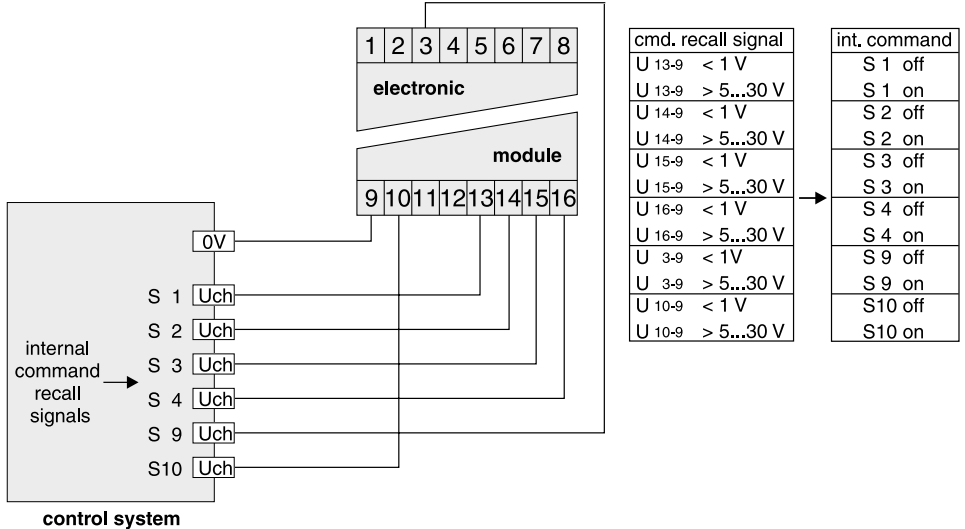 1 2 3 4 5 6 7 8
electronic
module
9 10 11 12 13 14 15 16
0V
S 1 Uch
S 2 Uch
S 3 Uch
S 4 Uch
S 9 Uch
S10 Uch
internal
command
recall
signals
control system
cmd. recall signal
U 13-9 < 1 V
U 13-9 > 5...30 V
U 14-9 < 1 V
U 14-9 > 5...30 V
U 15-9 < 1 V
U 15-9 > 5...30 V
U 16-9 < 1 V
U 16-9 > 5...30 V
U 3-9 < 1V
U 3-9 > 5...30 V
U 10-9 < 1 V
U 10-9 > 5...30 V
int. command
S 1 off
S 1 on
S 2 off
S 2 on
S 3 off
S 3 on
S 4 off
S 4 on
S 9 off
S 9 on
S10 off
S10 on